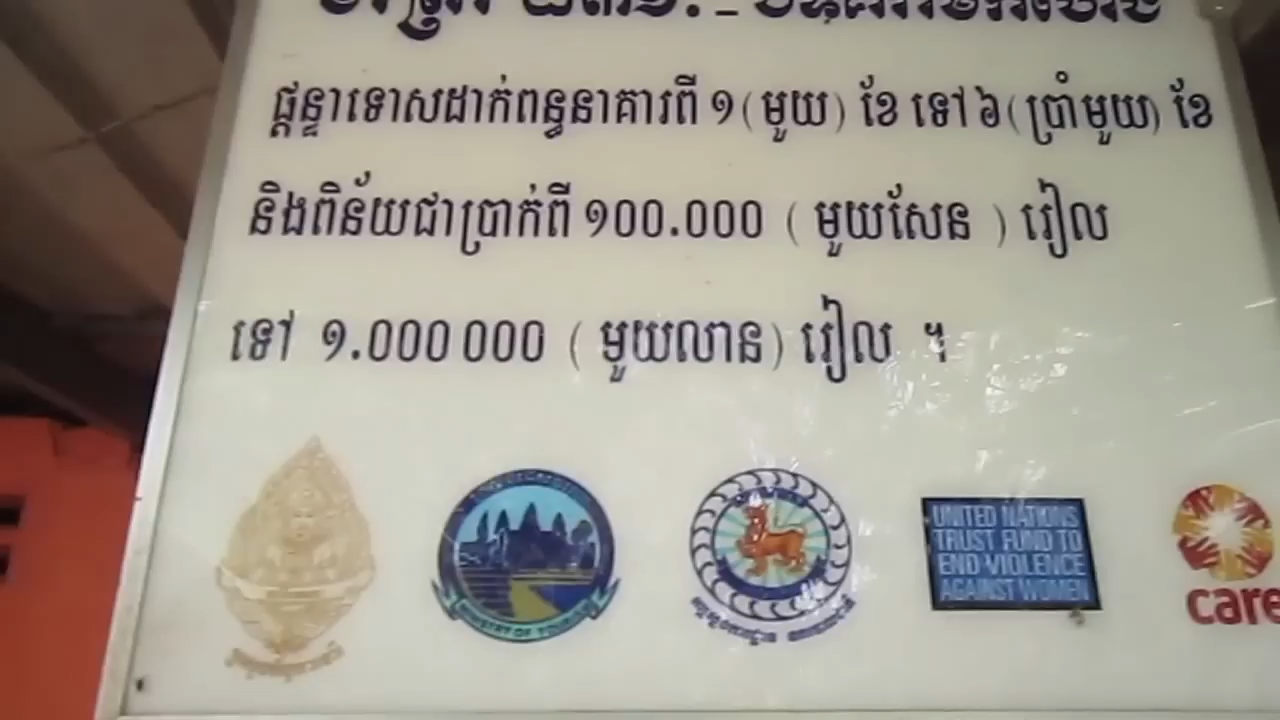 ផ្តន្ទាទោសដាក់ពន្ធនាគារពី ១(មួយ) ខែ ទៅ ៦(ប្រាំមួយ) ខែ
និងពិន័យជាប្រាក់ពី ១០០.០០០ ( មួយសែន ) រៀល
ទៅ ១.០០០ ០០០ ( មួយលាន) រៀល ។
MINISTRY OF TOURISM
UNITED NATIONS
TRUST FUND TO
END VIOLENCE
AGAINST WOMEN
care